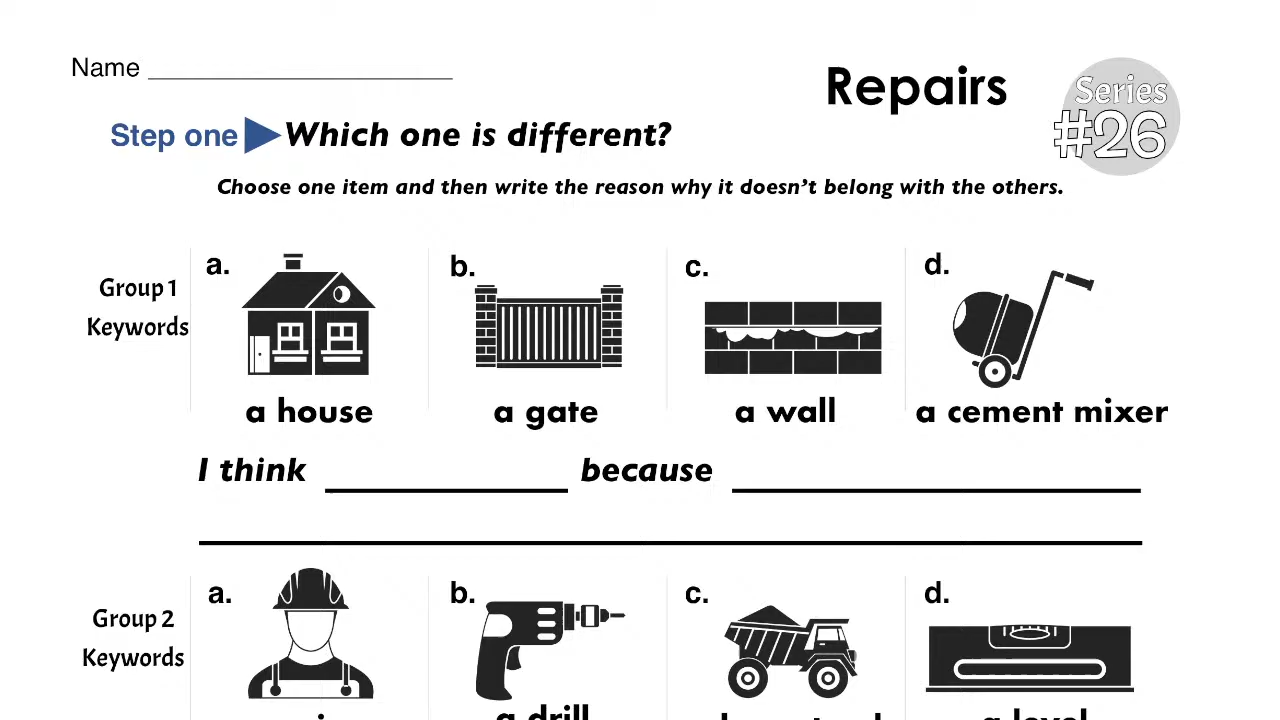 Name
Repairs
Series
#26
Step one
Which one is different?
Choose one item and then write the reason why it doesn't belong with the others.
Group 1
Keywords
a.
b.
c.
d.
a house
a gate
a wall
a cement mixer
I think because
Group 2
Keywords
a.
b.
c.
d.
a drill
a level